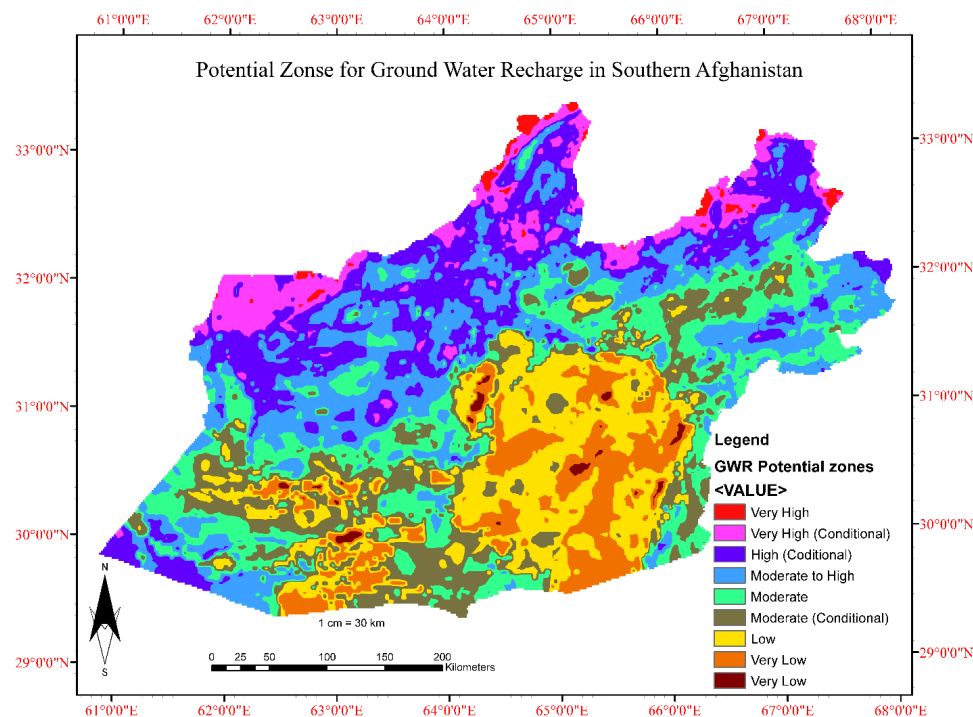 61°0'0"E 62°0'0"E 63°0'0"E 64°0'0"E 65°0'0"E 66°0'0"E 67°0'0"E 68°0'0"E
Potential Zonse for Ground Water Recharge in Southern Afghanistan
33°0'0"N 33°0'0"N
32°0'0"N 32°0'0"N
31°0'0"N 31°0'0"N
30°0'0"N 30°0'0"N
29°0'0"N 29°0'0"N
Legend
GWR Potential zones
<VALUE>
Very High
Very High (Conditional)
High (Coditional)
Moderate to High
Moderate
Moderate (Conditional)
Low
Very Low
Very Low
N
S
1 cm = 30 km
0 25 50 100 150 200
Kilometers
61°0'0"E 62°0'0"E 63°0'0"E 64°0'0"E 65°0'0"E 66°0'0"E 67°0'0"E 68°0'0"E